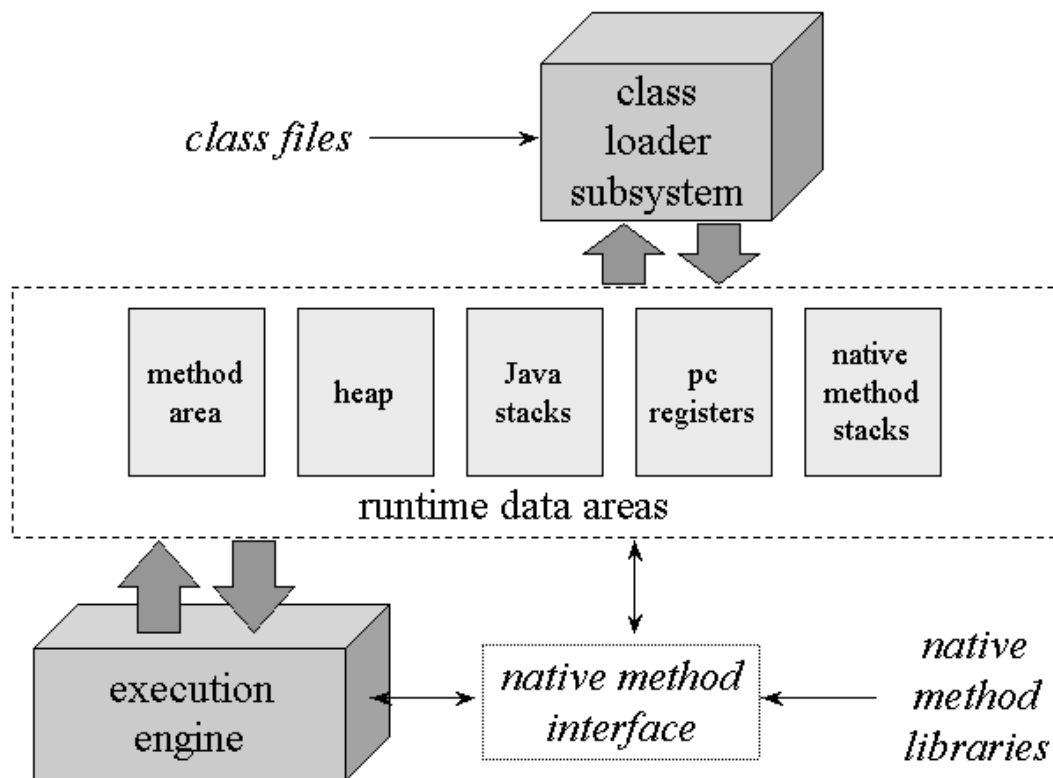 class
loader
subsystem
class files
method
area
heap
Java
stacks
pc
registers
native
method
stacks
runtime data areas
execution
engine
native method
interface
native
method
libraries